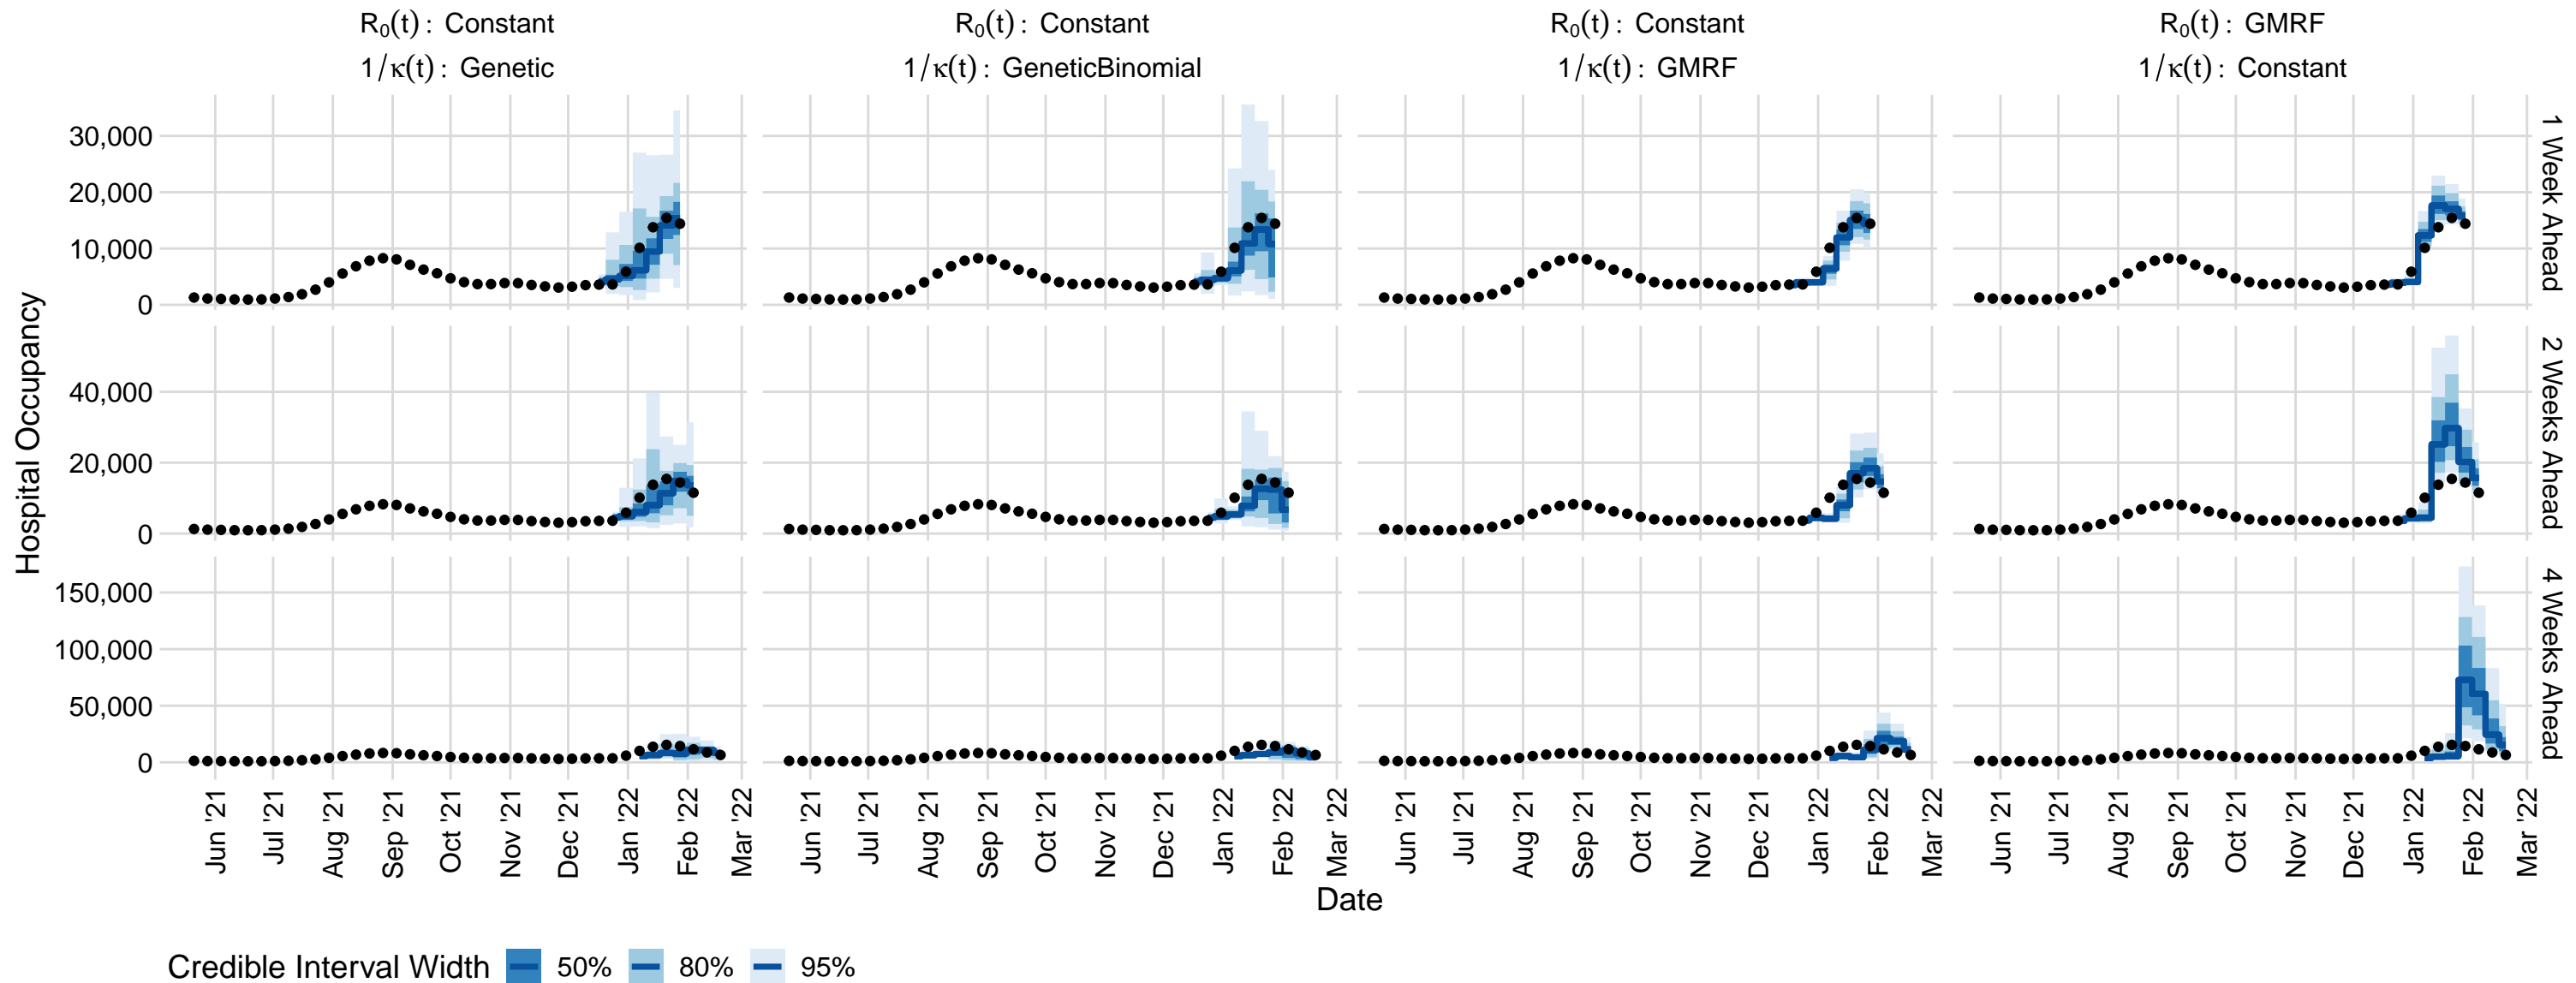 R₀(t) : Constant
1/κ(t) : Genetic
R₀(t) : Constant
1/κ(t) : GeneticBinomial
R₀(t) : Constant
1/κ(t) : GMRF
R₀(t) : GMRF
1/κ(t) : Constant
Hospital Occupancy
30,000
20,000
10,000
0
1 Week Ahead
40,000
20,000
0
2 Weeks Ahead
150,000
100,000
50,000
0
4 Weeks Ahead
Jun '21
Jul '21
Aug '21
Sep '21
Oct '21
Nov '21
Dec '21
Jan '22
Feb '22
Mar '22
Jun '21
Jul '21
Aug '21
Sep '21
Oct '21
Nov '21
Dec '21
Jan '22
Feb '22
Mar '22
Jun '21
Jul '21
Aug '21
Sep '21
Oct '21
Nov '21
Dec '21
Jan '22
Feb '22
Mar '22
Jun '21
Jul '21
Aug '21
Sep '21
Oct '21
Nov '21
Dec '21
Jan '22
Feb '22
Mar '22
Date
Credible Interval Width 50% 80% 95%